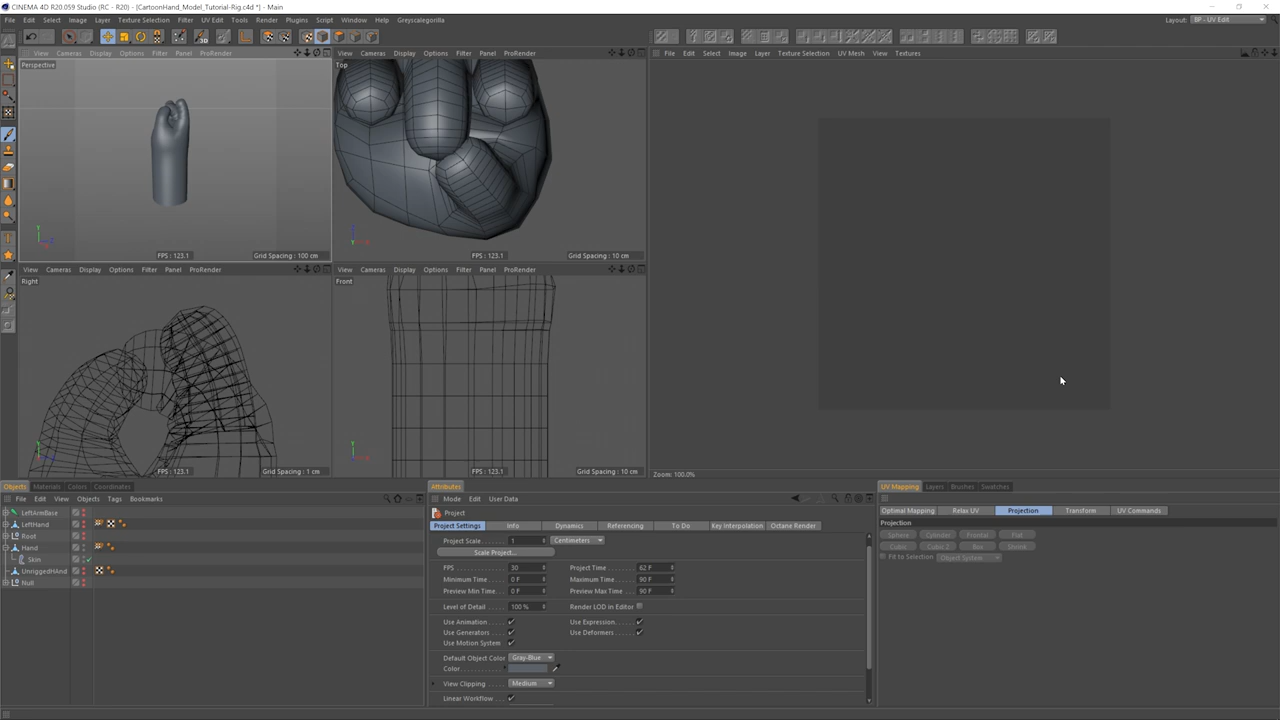 CINEMA 4D R20.059 Studio (RC - R20) - [CartoonHand_Model_Tutorial-Rig.c4d *] - Main
File Edit Select Image Layer Texture Selection Filter UV Edit Tools Render Plugins Script Window Help Greyscalegorilla Layout: BP - UV Edit
View Cameras Display Options Filter Panel ProRender
View Cameras Display Options Filter Panel ProRender
File Edit Select Image Layer Texture Selection UV Mesh View Textures
Perspective
Top
FPS : 123.1 Grid Spacing : 100 cm
FPS : 123.1 Grid Spacing : 10 cm
View Cameras Display Options Filter Panel ProRender
View Cameras Display Options Filter Panel ProRender
Right
Front
FPS : 123.1 Grid Spacing : 1 cm
FPS : 123.1 Grid Spacing : 10 cm
Zoom: 100.0%
Objects Materials Colors Coordinates
File Edit View Objects Tags Bookmarks
LeftArmBase
LeftHand
Root
Hand
Skin
UnriggedHAnd
Null
Attributes
Mode Edit User Data
Project
Project Settings Info Dynamics Referencing To Do Key Interpolation Octane Render
Project Scale 1 Centimeters
Scale Project...
FPS 30 Project Time 62 F
Minimum Time 0 F Maximum Time 90 F
Preview Min Time 0 F Preview Max Time 90 F
Level of Detail 100 % Render LOD in Editor
Use Animation Use Expression
Use Generators Use Deformers
Use Motion System
Default Object Color Gray-Blue
Color
View Clipping Medium
Linear Workflow
UV Mapping Layers Brushes Swatches
Optimal Mapping Relax UV Projection Transform UV Commands
Projection
Sphere Cylinder Frontal Flat
Cubic Cubic 2 Box Shrink
Fit to Selection Object System